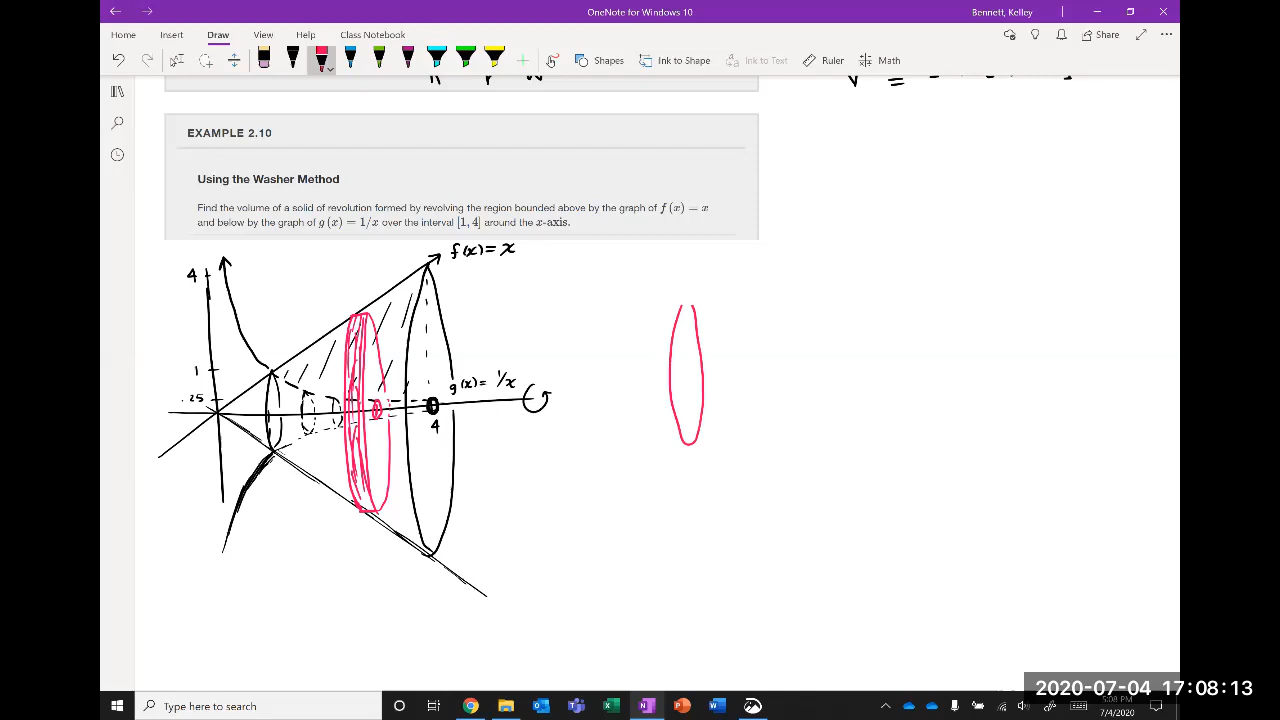 OneNote for Windows 10
Bennett, Kelley
Home Insert Draw View Help Class Notebook
Share
Shapes
Ink to Shape
Ink to Text
Ruler
Math
EXAMPLE 2.10
Using the Washer Method
Find the volume of a solid of revolution formed by revolving the region bounded above by the graph of f (x) = x
and below by the graph of g (x) = 1/x over the interval [1, 4] around the x-axis.
f(x) = x
4
1
.25
g(x) = 1/x
4
Type here to search
5:08 PM
7/4/2020
2020-07-04 17:08:13